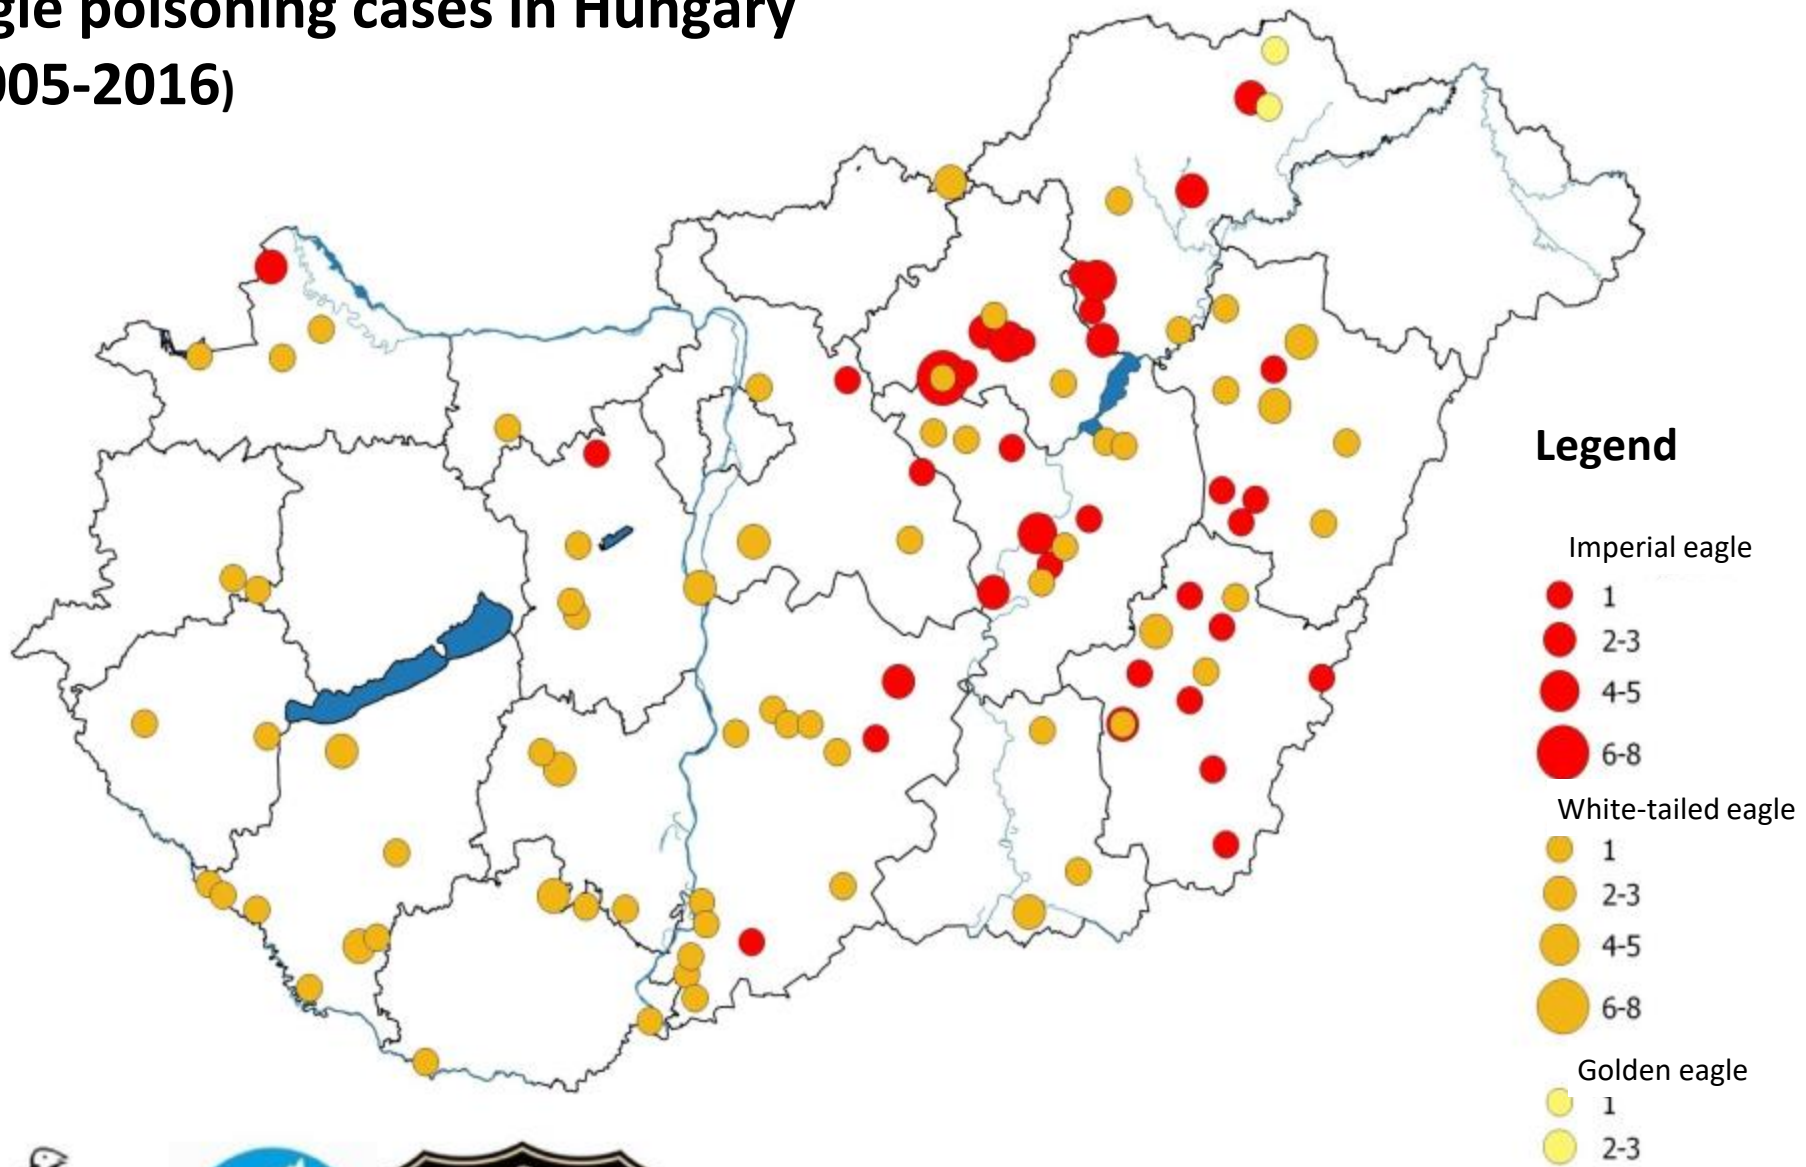 gle poisoning cases in Hungary
005-2016)
Legend
Imperial eagle
1
2-3
4-5
6-8
White-tailed eagle
1
2-3
4-5
6-8
Golden eagle
1
2-3